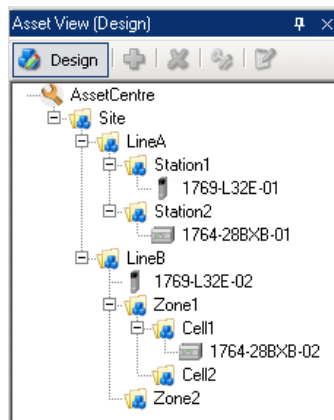 Asset View (Design)
Design
AssetCentre
Site
LineA
Station1
1769-L32E-01
Station2
1764-28BXB-01
LineB
1769-L32E-02
Zone1
Cell1
1764-28BXB-02
Cell2
Zone2